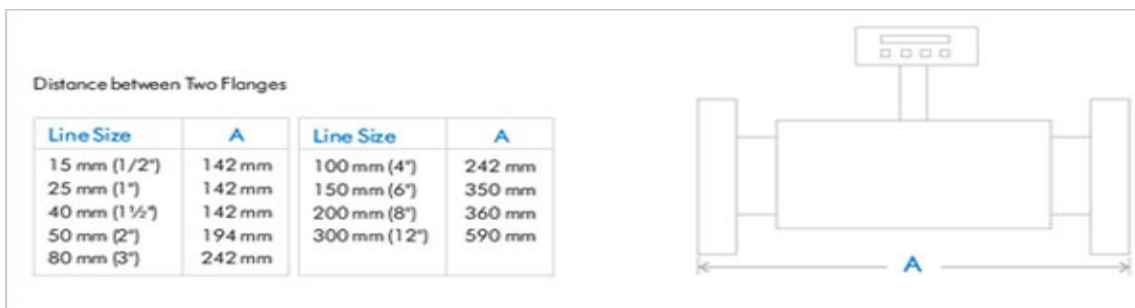 Distance between Two Flanges
Line Size A
15 mm (1/2") 142 mm
25 mm (1") 142 mm
40 mm (1½") 142 mm
50 mm (2") 194 mm
80 mm (3") 242 mm
Line Size A
100 mm (4") 242 mm
150 mm (6") 350 mm
200 mm (8") 360 mm
300 mm (12") 590 mm
A